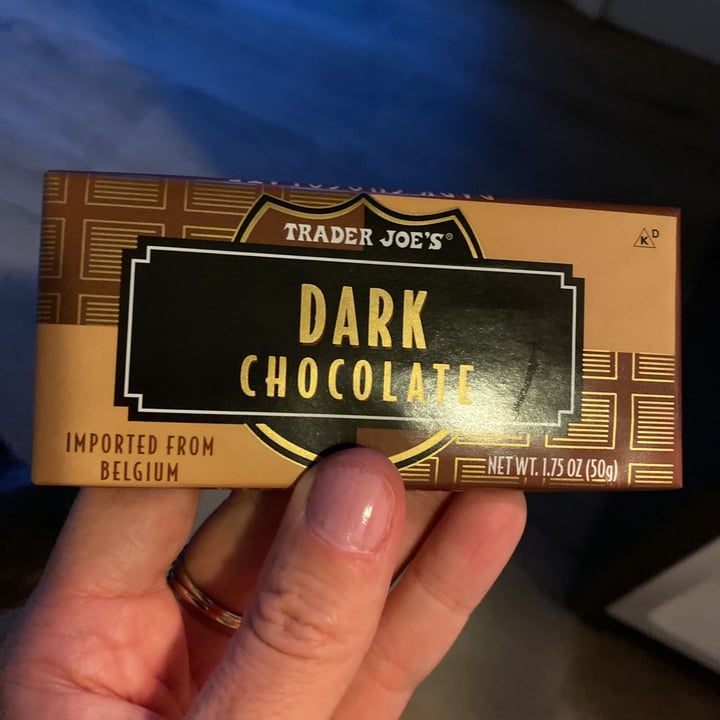 TRADER JOE'S®
K D
DARK
CHOCOLATE
IMPORTED FROM
BELGIUM
NET WT. 1.75 OZ (50g)